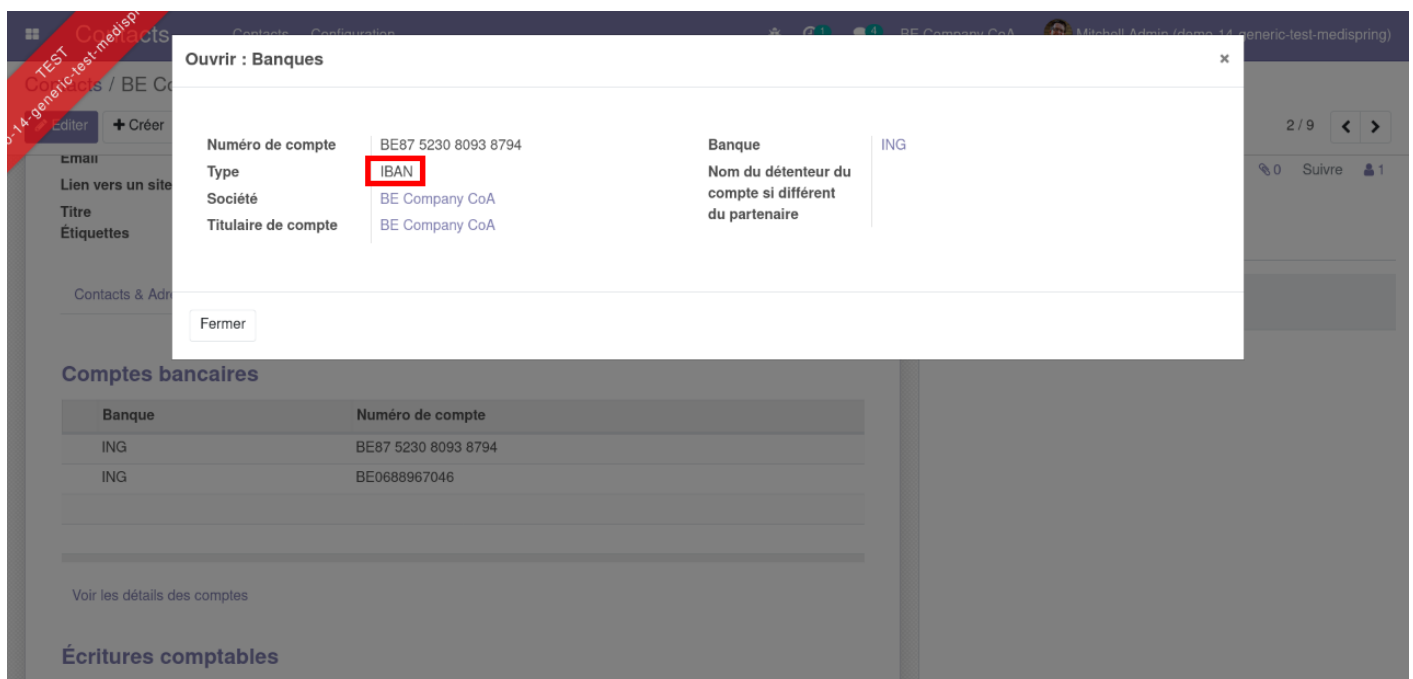 Contacts Contacts Configuration 1 4 BE Company CoA Mitchell Admin (demo-14-generic-test-medispring)
TEST
Ouvrir : Banques ×
Contacts / BE Co
Editer + Créer 2 / 9
Numéro de compte BE87 5230 8093 8794 Banque ING
Type IBAN Nom du détenteur du
compte si différent
du partenaire
Société BE Company CoA
Titulaire de compte BE Company CoA
Email
Lien vers un site
Titre
Étiquettes
0 Suivre 1
Contacts & Adr
Fermer
Comptes bancaires
Banque Numéro de compte
ING BE87 5230 8093 8794
ING BE0688967046
Voir les détails des comptes
Écritures comptables